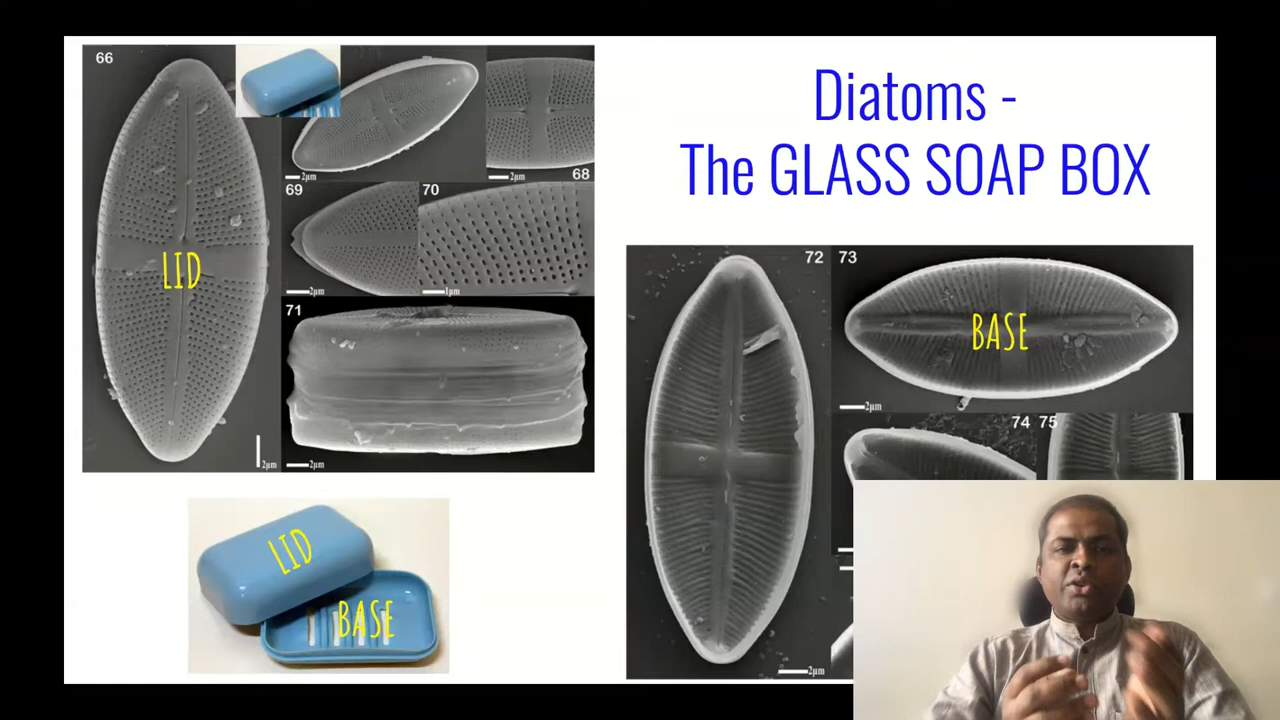 66
68
69
70
71
LID
2µm
2µm
2µm
2µm
1µm
2µm
Diatoms -
The GLASS SOAP BOX
72
73
74
75
BASE
2µm
2µm
LID
BASE